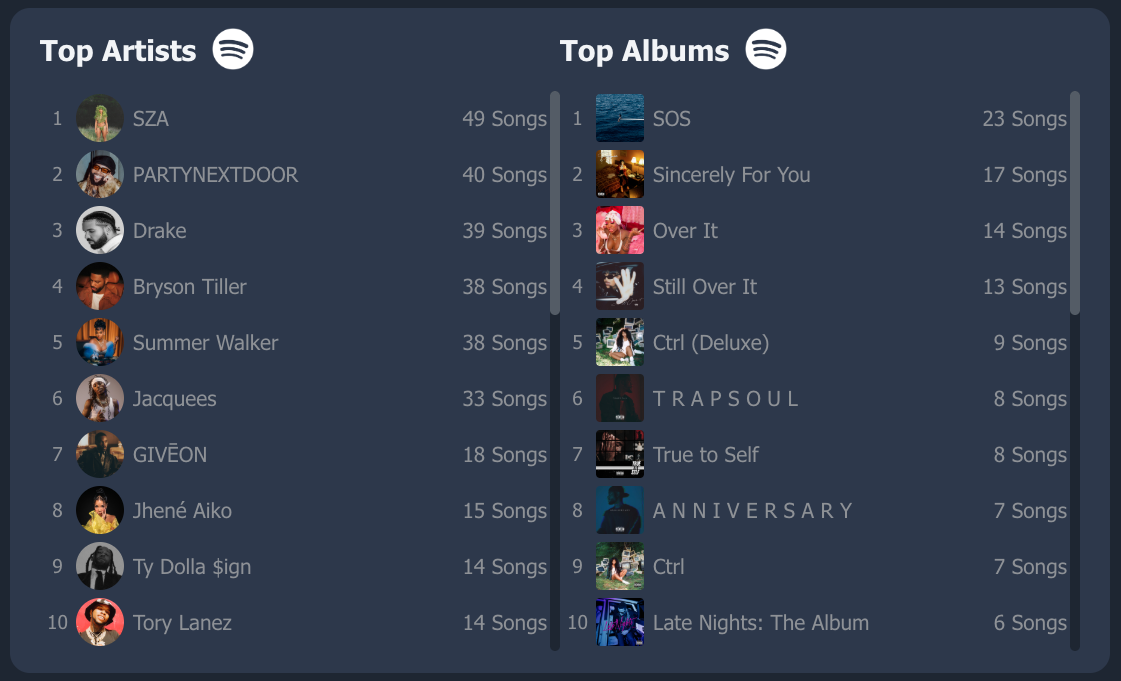 Top Artists
1 SZA 49 Songs
2 PARTYNEXTDOOR 40 Songs
3 Drake 39 Songs
4 Bryson Tiller 38 Songs
5 Summer Walker 38 Songs
6 Jacquees 33 Songs
7 GIVĒON 18 Songs
8 Jhené Aiko 15 Songs
9 Ty Dolla $ign 14 Songs
10 Tory Lanez 14 Songs
Top Albums
1 SOS 23 Songs
2 Sincerely For You 17 Songs
3 Over It 14 Songs
4 Still Over It 13 Songs
5 Ctrl (Deluxe) 9 Songs
6 T R A P S O U L 8 Songs
7 True to Self 8 Songs
8 A N N I V E R S A R Y 7 Songs
9 Ctrl 7 Songs
10 Late Nights: The Album 6 Songs